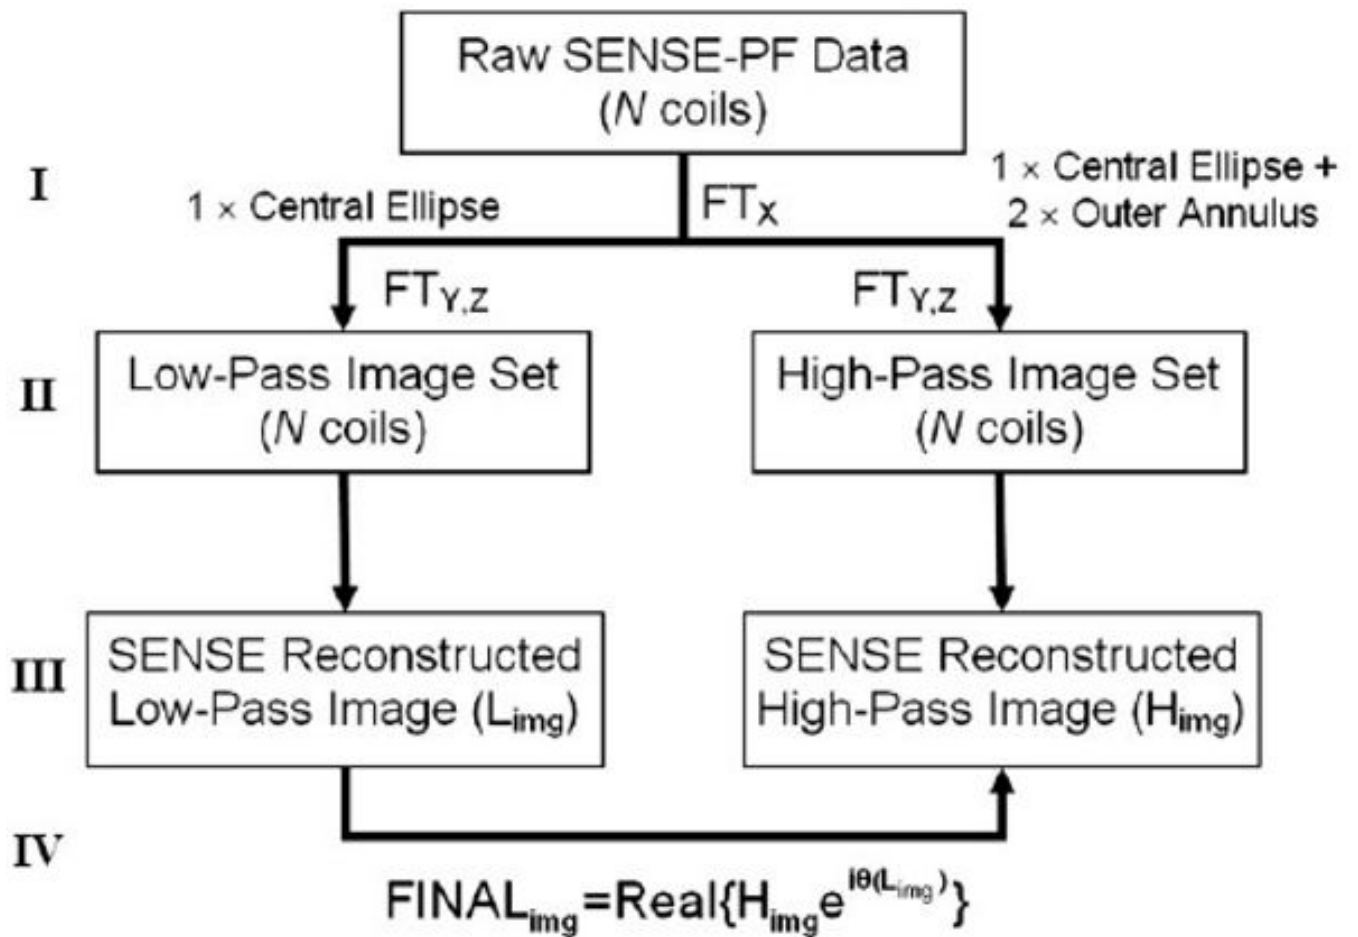 Raw SENSE-PF Data
(N coils)
I
1 × Central Ellipse
FTX
1 × Central Ellipse +
2 × Outer Annulus
FTY,Z
FTY,Z
II
Low-Pass Image Set
(N coils)
High-Pass Image Set
(N coils)
III
SENSE Reconstructed
Low-Pass Image (Limg)
SENSE Reconstructed
High-Pass Image (Himg)
IV
FINALimg=Real{Himge^iθ(Limg)}